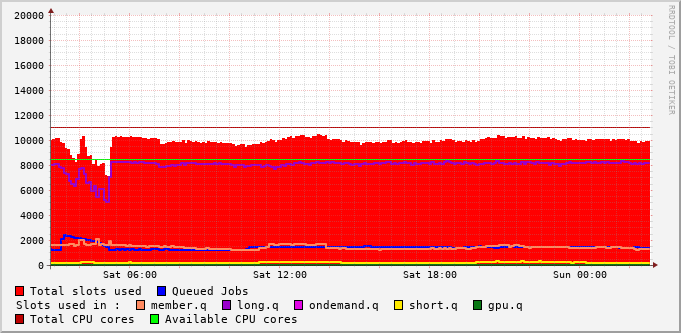 20000
18000
16000
14000
12000
10000
8000
6000
4000
2000
0
Sat 06:00 Sat 12:00 Sat 18:00 Sun 00:00
RRDTOOL / TOBI OETIKER
Total slots used Queued Jobs
Slots used in : member.q long.q ondemand.q short.q gpu.q
Total CPU cores Available CPU cores